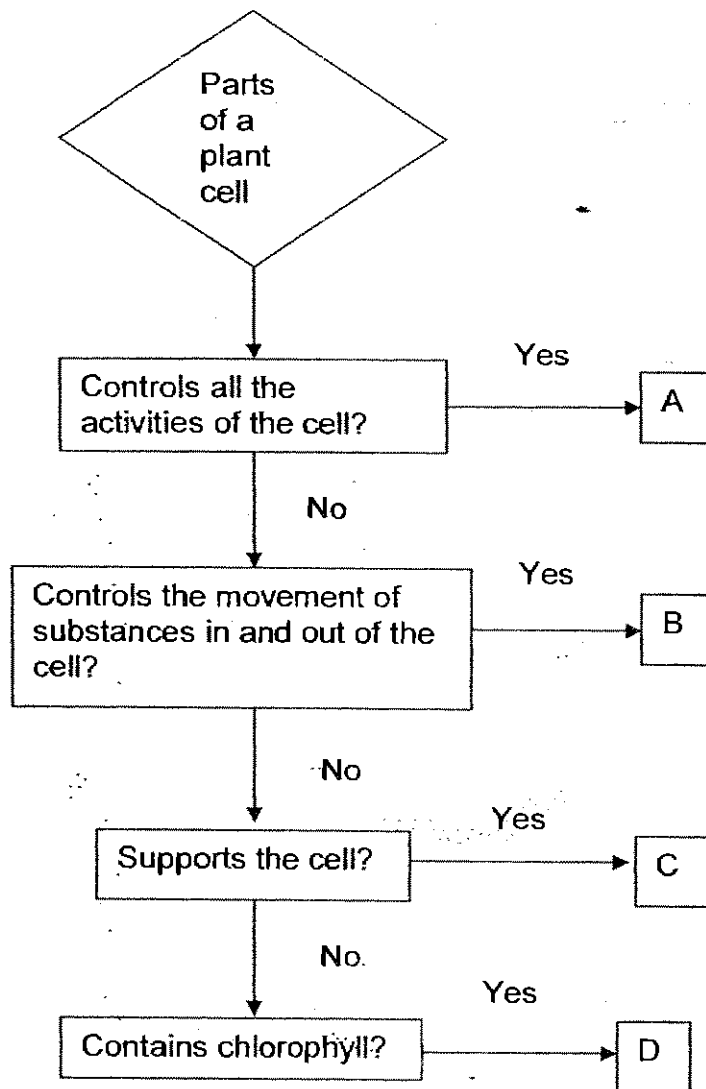 Parts
of a
plant
cell
Yes
Controls all the
activities of the cell?
A
No
Yes
Controls the movement of
substances in and out of the
cell?
B
No
Yes
Supports the cell?
C
No
Yes
Contains chlorophyll?
D